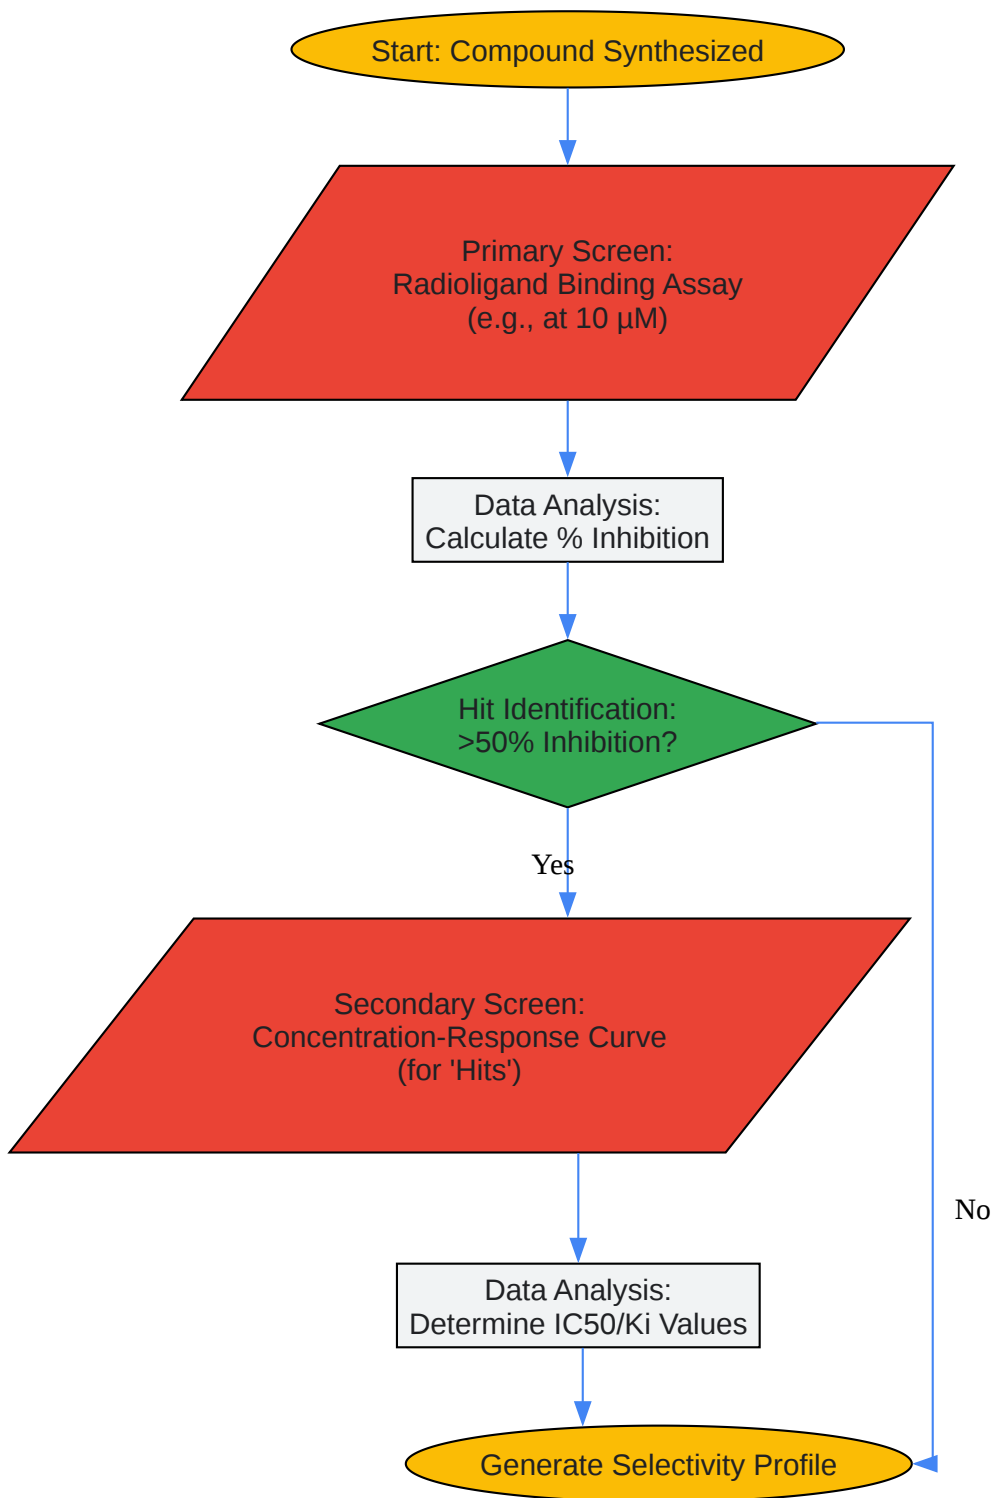 Start: Compound Synthesized
Primary Screen:
Radioligand Binding Assay
(e.g., at 10 µM)
Data Analysis:
Calculate % Inhibition
Hit Identification:
>50% Inhibition?
Yes
Secondary Screen:
Concentration-Response Curve
(for 'Hits')
No
Data Analysis:
Determine IC50/Ki Values
Generate Selectivity Profile